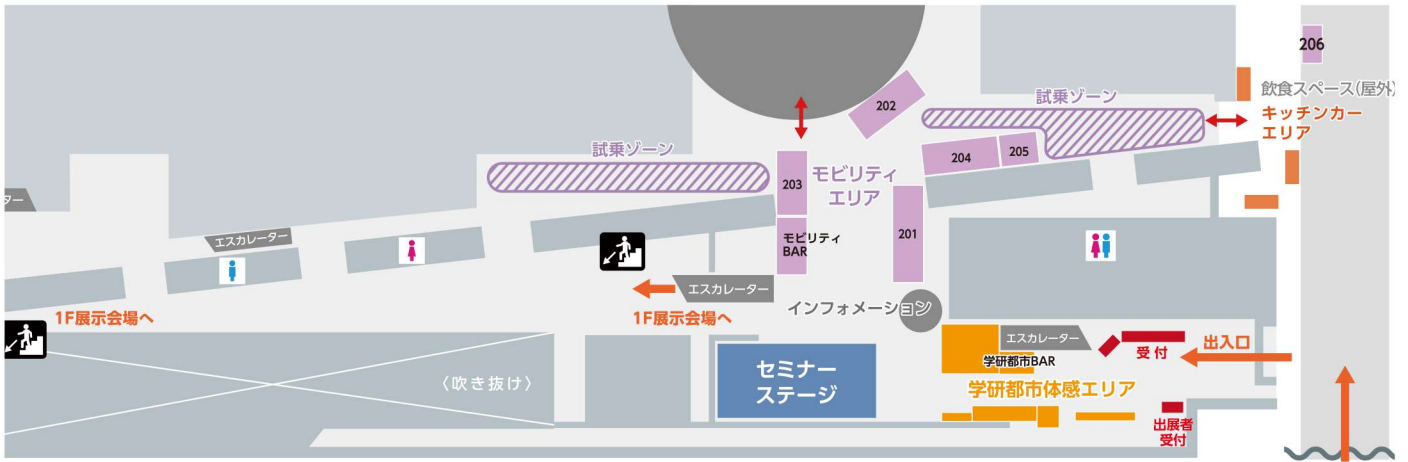 206
飲食スペース(屋外)
キッチンカー
エリア
202
試乗ゾーン
試乗ゾーン
204
205
203
モビリティ
エリア
ター
エスカレーター
モビリティ
BAR
201
エスカレーター
インフォメーション
1F展示会場へ
1F展示会場へ
エスカレーター
学研都市BAR
受付
出入口
〈吹き抜け〉
セミナー
ステージ
学研都市体感エリア
出展者
受付